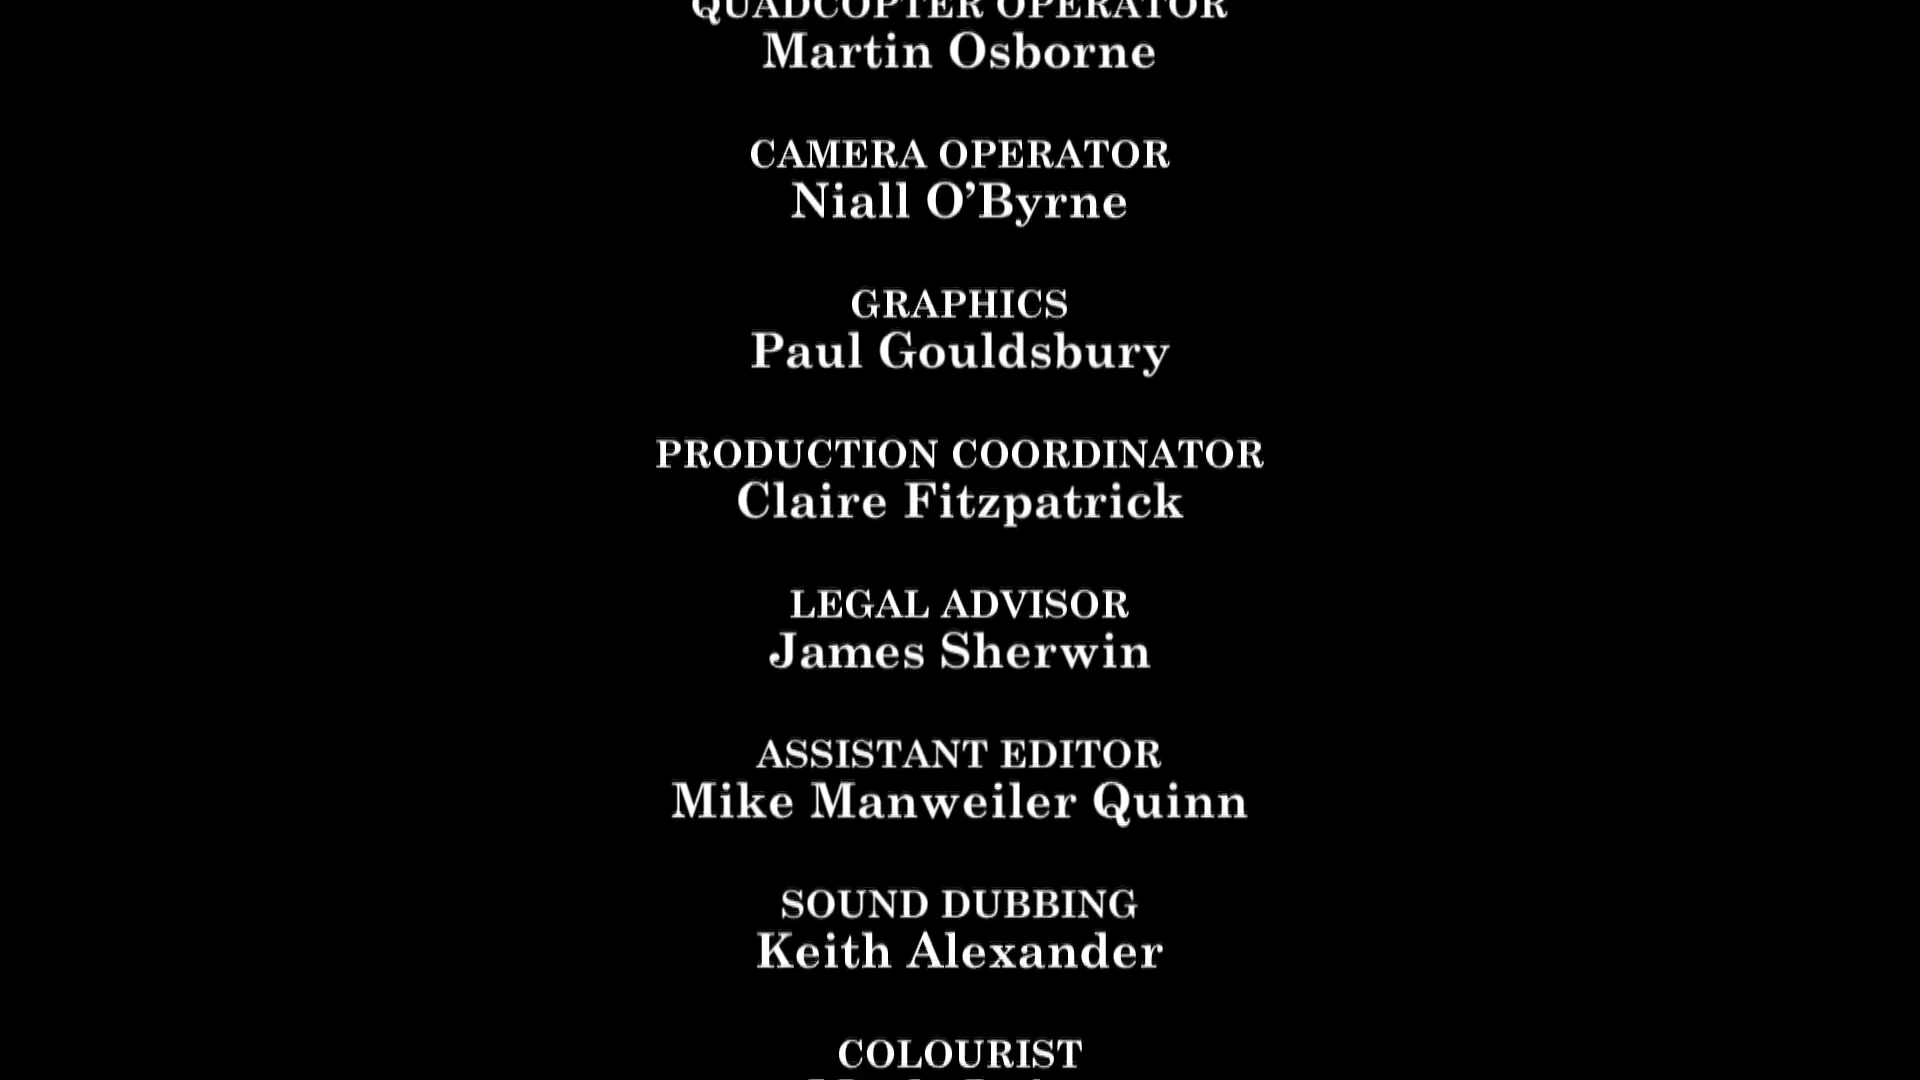 QUADCOPTER OPERATOR
Martin Osborne
CAMERA OPERATOR
Niall O’Byrne
GRAPHICS
Paul Gouldsbury
PRODUCTION COORDINATOR
Claire Fitzpatrick
LEGAL ADVISOR
James Sherwin
ASSISTANT EDITOR
Mike Manweiler Quinn
SOUND DUBBING
Keith Alexander
COLOURIST